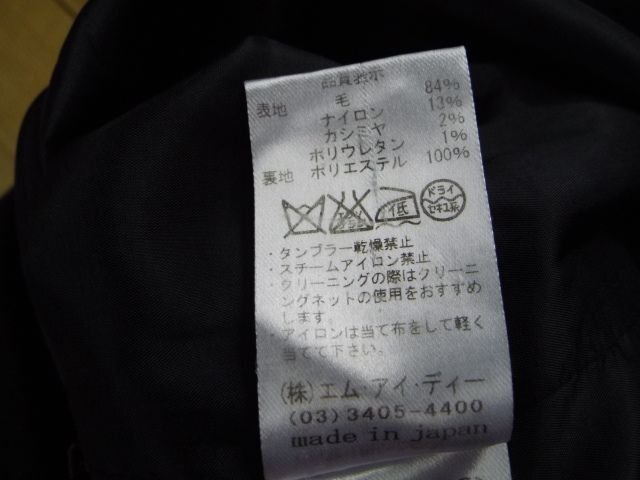 品質表示
表地 毛 84%
ナイロン 13%
カシミヤ 2%
ポリウレタン 1%
裏地 ポリエステル 100%
エンソサラシ 低 ドライ セキユ系
・タンブラー乾燥禁止
・スチームアイロン禁止
・クリーニングの際はクリーニ
ングネットの使用をおすすめ
します。
・アイロンは当て布をして軽く
当てて下さい。
(株)エム・アイ・ディー
(03)3405-4400
made in japan